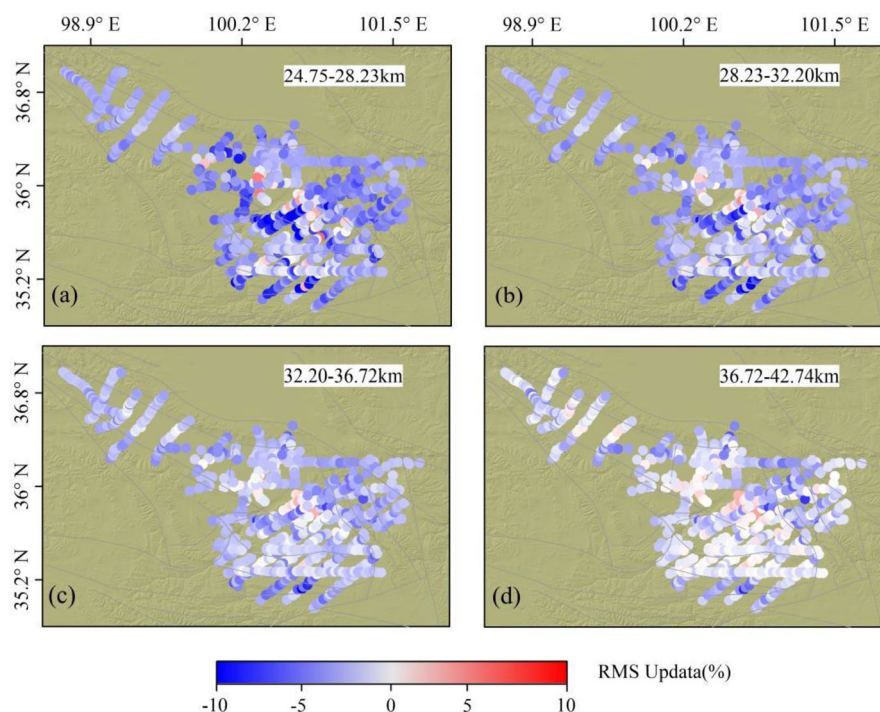 98.9° E 100.2° E 101.5° E 98.9° E 100.2° E 101.5° E
36.8° N
36° N
35.2° N
24.75-28.23km
(a)
28.23-32.20km
(b)
36.8° N
36° N
35.2° N
32.20-36.72km
(c)
36.72-42.74km
(d)
RMS Updata(%)
-10 -5 0 5 10